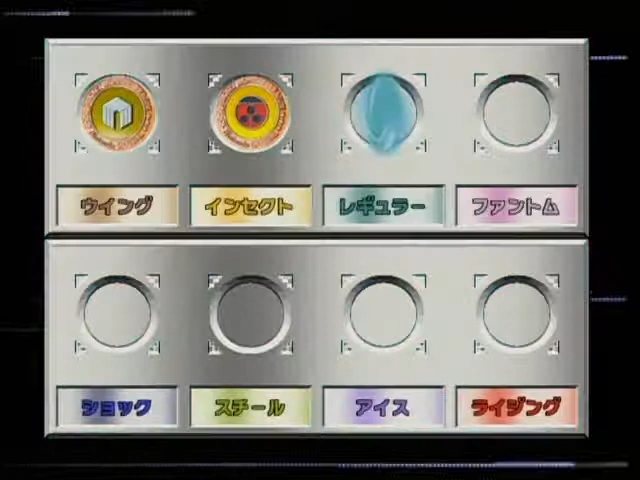 ウイング
インセクト
レギュラー
ファントム
ショック
スチール
アイス
ライジング